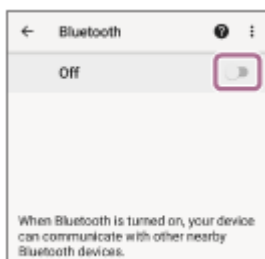 Bluetooth
Off
When Bluetooth is turned on, your device
can communicate with other nearby
Bluetooth devices.